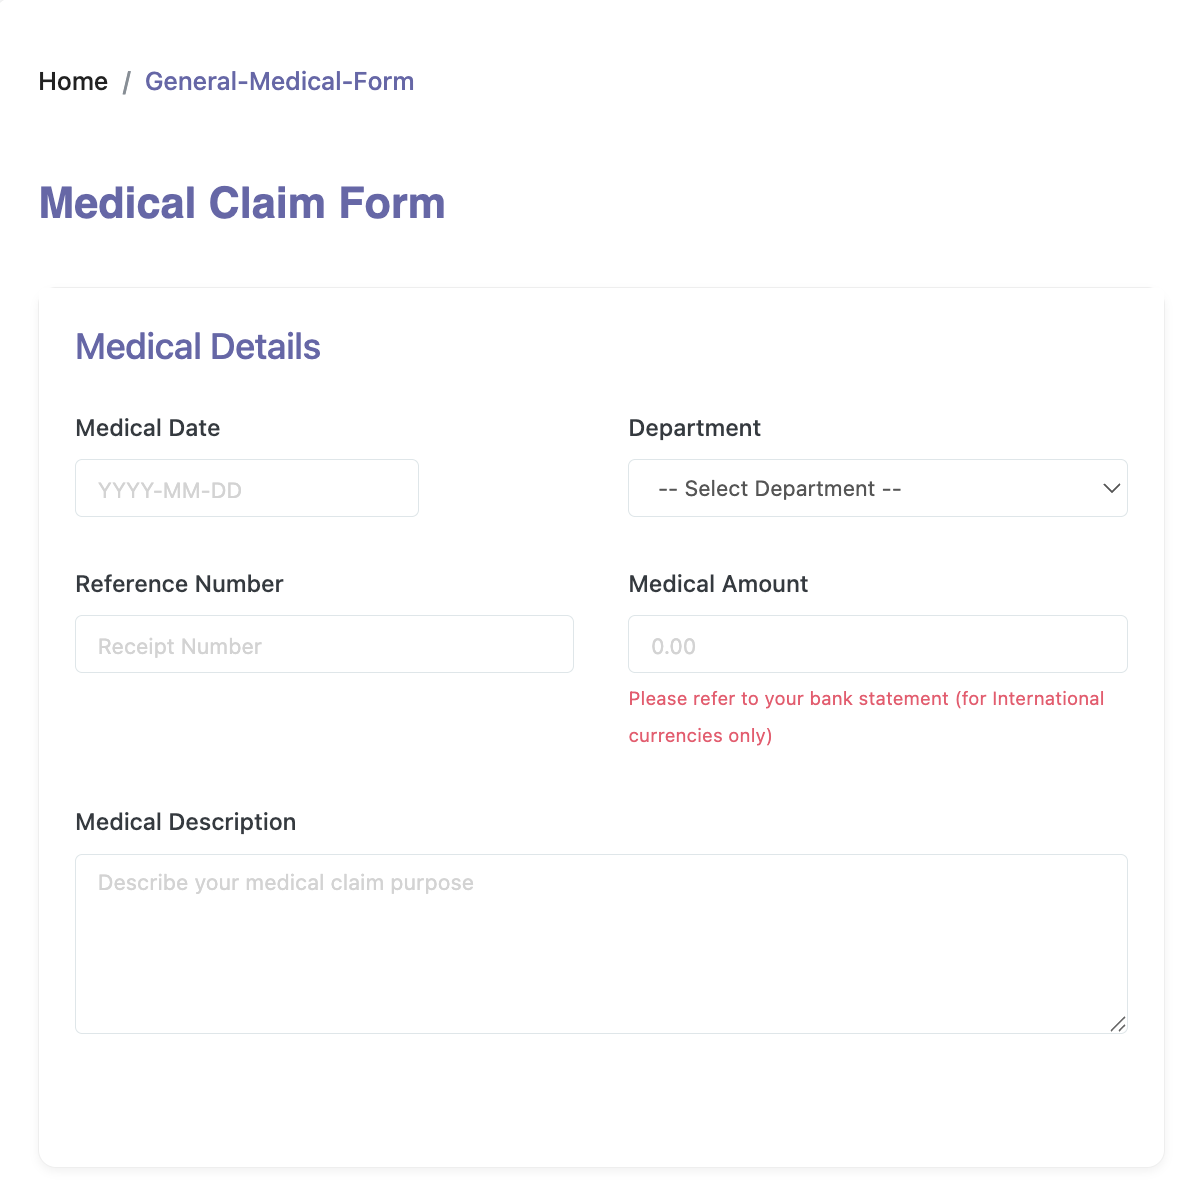 Home / General-Medical-Form
Medical Claim Form
Medical Details
Medical Date
YYYY-MM-DD
Department
-- Select Department --
Reference Number
Receipt Number
Medical Amount
0.00
Please refer to your bank statement (for International
currencies only)
Medical Description
Describe your medical claim purpose